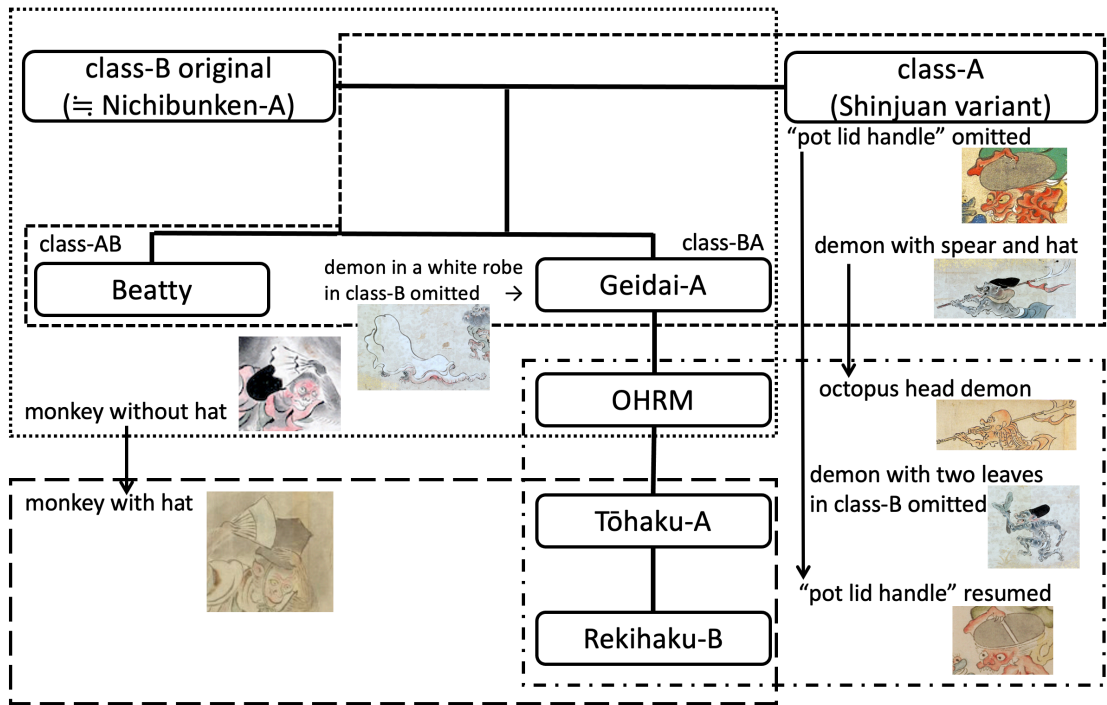 class-B original
(≒ Nichibunken-A)
class-A
(Shinjuan variant)
“pot lid handle” omitted
demon with spear and hat
class-AB
Beatty
demon in a white robe
in class-B omitted →
class-BA
Geidai-A
OHRM
octopus head demon
monkey without hat
monkey with hat
demon with two leaves
in class-B omitted
Tōhaku-A
“pot lid handle” resumed
Rekihaku-B